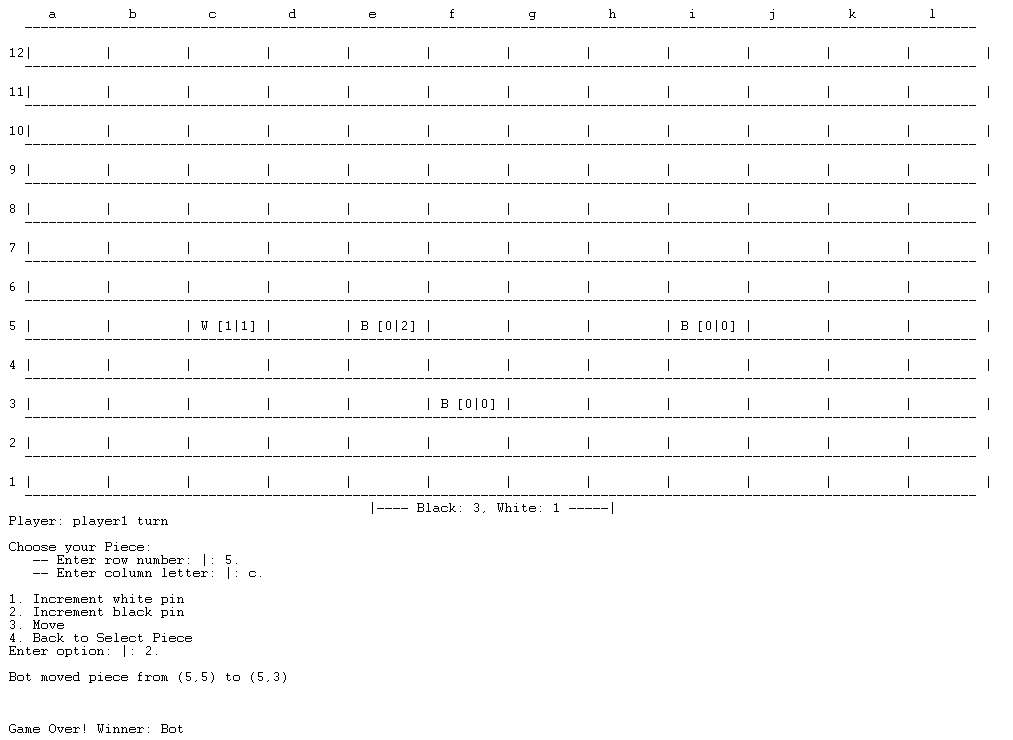 a b c d e f g h i j k l
12| | | | | | | | | | | | |
11| | | | | | | | | | | | |
10| | | | | | | | | | | | |
9 | | | | | | | | | | | | |
8 | | | | | | | | | | | | |
7 | | | | | | | | | | | | |
6 | | | | | | | | | | | | |
5 | | | W [1|1] | | B [0|2] | | | | B [0|0] | | | |
4 | | | | | | | | | | | | |
3 | | | | | | B [0|0] | | | | | | |
2 | | | | | | | | | | | | |
1 | | | | | | | | | | | | |
|---- Black: 3, White: 1 -----|
Player: player1 turn
Choose your Piece:
-- Enter row number: |: 5.
-- Enter column letter: |: c.
1. Increment white pin
2. Increment black pin
3. Move
4. Back to Select Piece
Enter option: |: 2.
Bot moved piece from (5,5) to (5,3)
Game Over! Winner: Bot